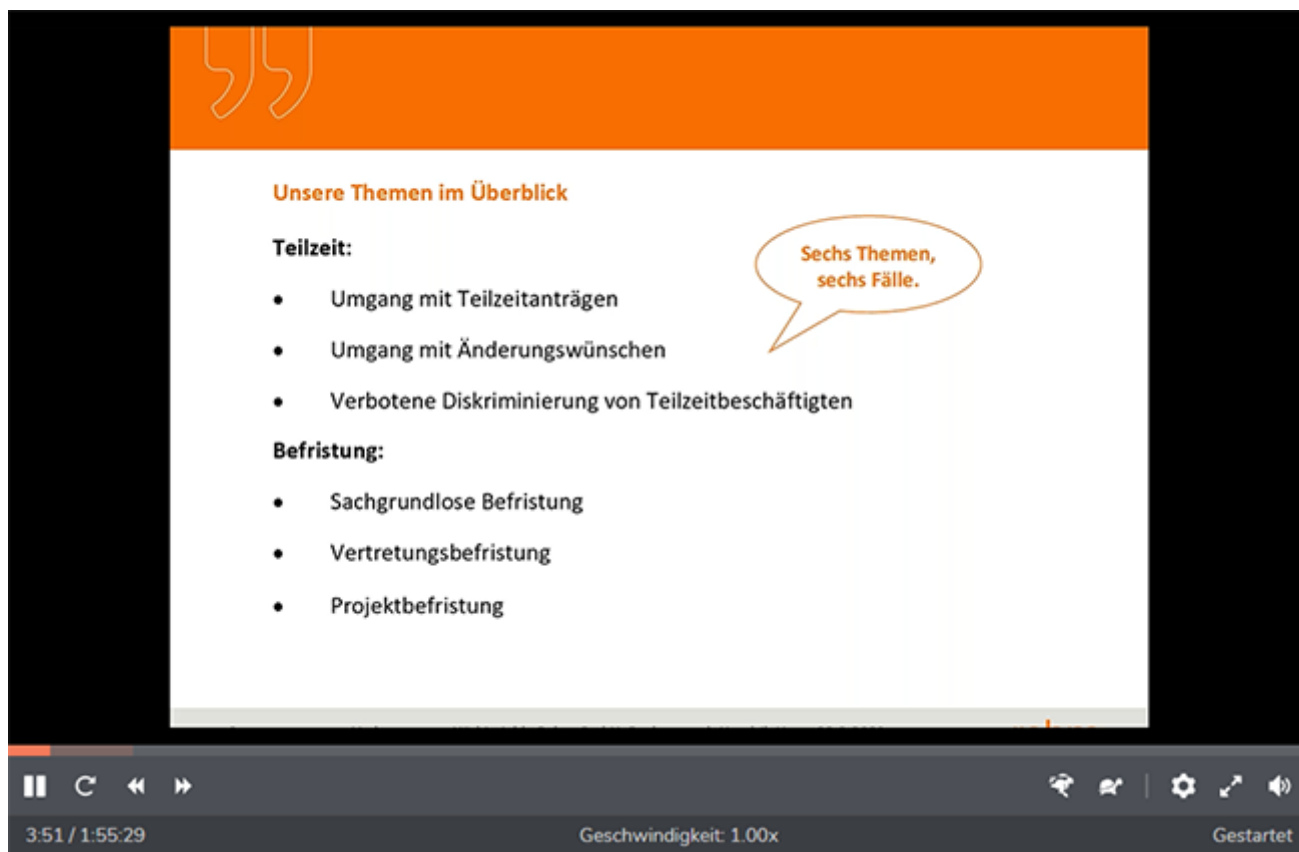 Unsere Themen im Überblick
Teilzeit:
Sechs Themen,
sechs Fälle.
• Umgang mit Teilzeitanträgen
• Umgang mit Änderungswünschen
• Verbotene Diskriminierung von Teilzeitbeschäftigten
Befristung:
• Sachgrundlose Befristung
• Vertretungsbefristung
• Projektbefristung
3:51 / 1:55:29
Geschwindigkeit: 1.00x
Gestartet